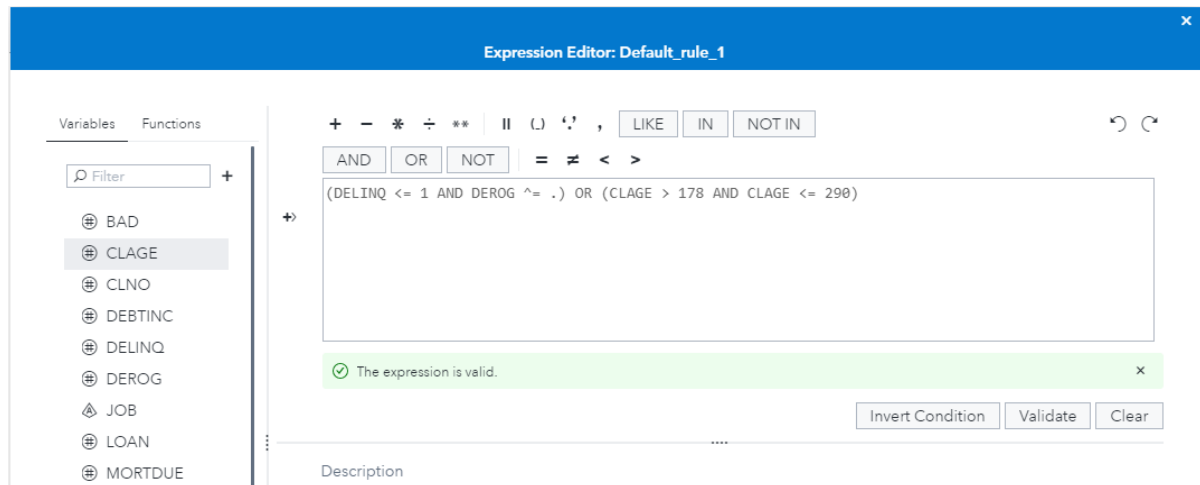 Expression Editor: Default_rule_1
Variables Functions
+ − * ÷ ** || (_) ‘.’ , LIKE IN NOT IN
AND OR NOT = ≠ < >
Filter +
(DELINQ <= 1 AND DEROG ^= .) OR (CLAGE > 178 AND CLAGE <= 290)
BAD
CLAGE
CLNO
DEBTINC
DELINQ
DEROG
JOB
LOAN
MORTDUE
The expression is valid.
Invert Condition Validate Clear
Description